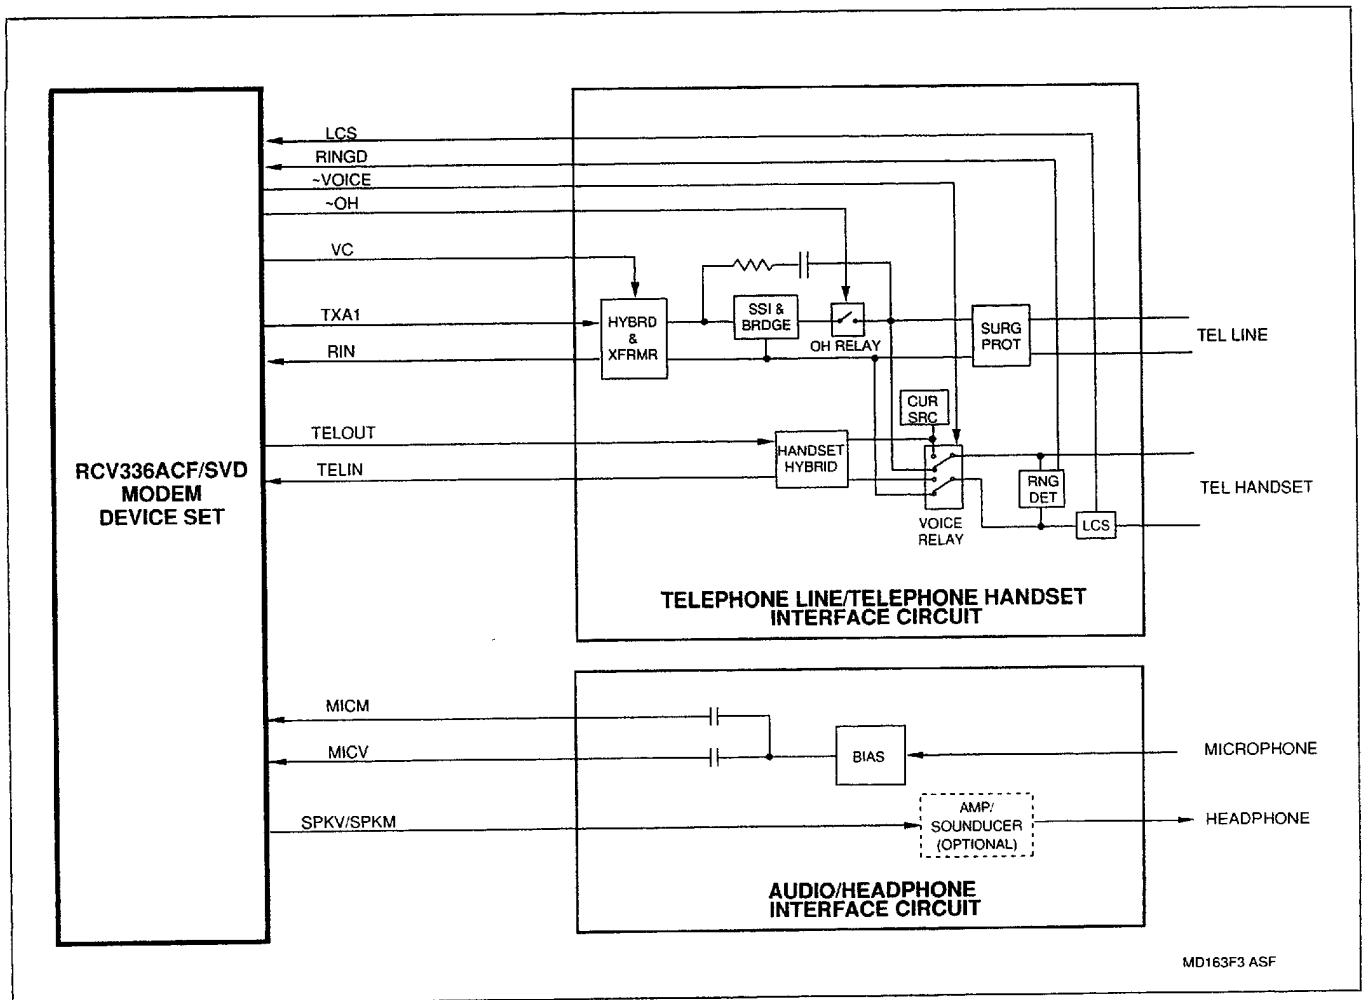 LCS
RINGD
~VOICE
~OH
VC
TXA1
RIN
TELOUT
TELIN
RCV336ACF/SVD
MODEM
DEVICE SET
HYBRD
&
XFRMR
SSI &
BRDGE
OH RELAY
SURG
PROT
TEL LINE
CUR
SRC
HANDSET
HYBRID
VOICE
RELAY
RNG
DET
LCS
TEL HANDSET
TELEPHONE LINE/TELEPHONE HANDSET
INTERFACE CIRCUIT
MICM
MICV
SPKV/SPKM
BIAS
MICROPHONE
AMP/
SOUNDUCER
(OPTIONAL)
HEADPHONE
AUDIO/HEADPHONE
INTERFACE CIRCUIT
MD163F3 ASF